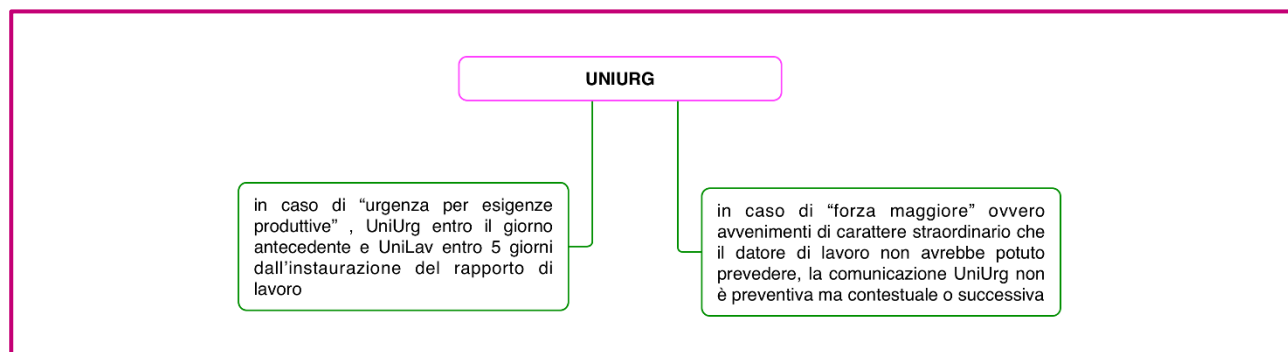 UNIURG
in caso di “urgenza per esigenze
produttive” , UniUrg entro il giorno
antecedente e UniLav entro 5 giorni
dall’instaurazione del rapporto di
lavoro
in caso di “forza maggiore” ovvero
avvenimenti di carattere straordinario che
il datore di lavoro non avrebbe potuto
prevedere, la comunicazione UniUrg non
è preventiva ma contestuale o successiva